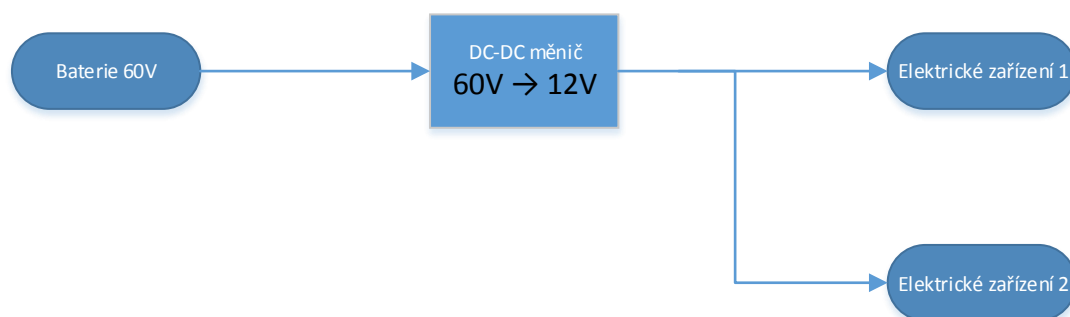 Baterie 60V
DC-DC měnič
60V → 12V
Elektrické zařízení 1
Elektrické zařízení 2